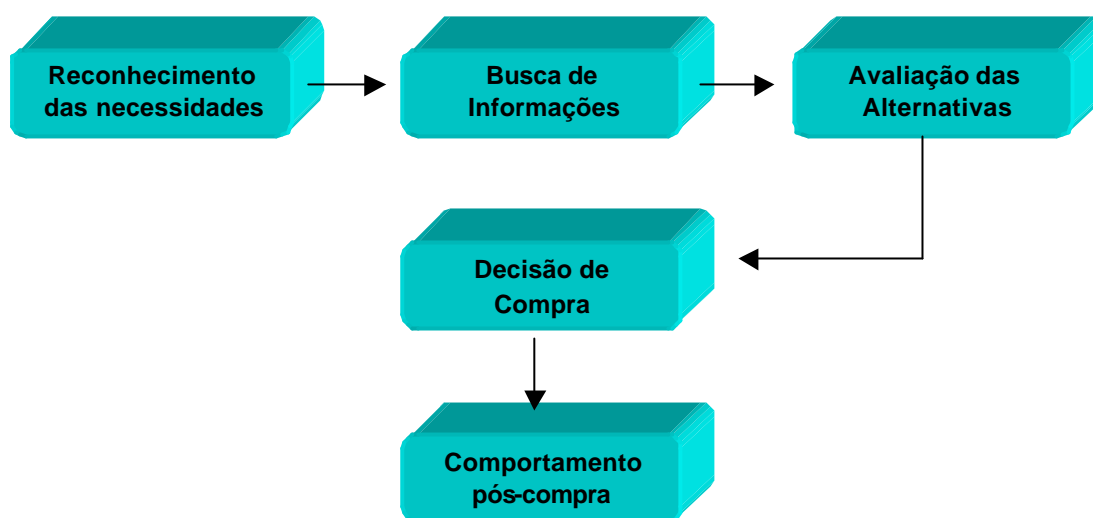 Reconhecimento
das necessidades
Busca de
Informações
Avaliação das
Alternativas
Decisão de
Compra
Comportamento
pós-compra